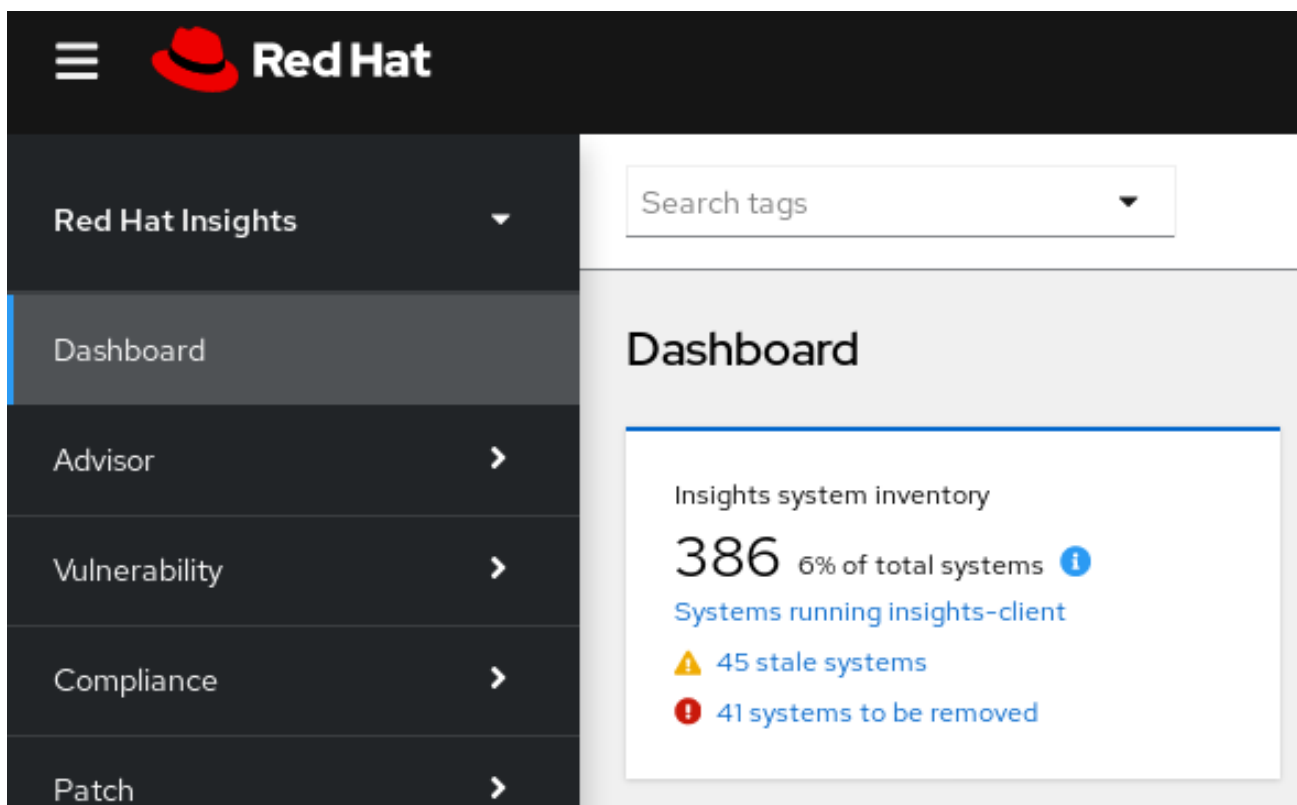 Red Hat
Red Hat Insights
Dashboard
Advisor
Vulnerability
Compliance
Patch
Search tags
Dashboard
Insights system inventory
386 6% of total systems
Systems running insights-client
45 stale systems
41 systems to be removed